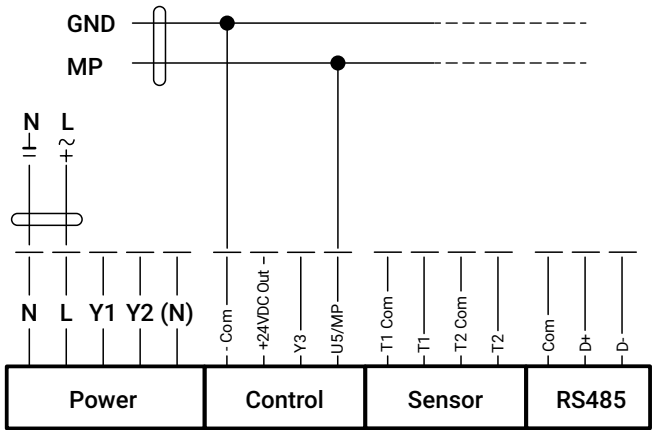 GND
MP
N L
⊥ ~
= +
N L Y1 Y2 (N)
- Com
+24VDC Out
Y3
U5/MP
T1 Com
T1
T2 Com
T2
Com
D+
D-
Power Control Sensor RS485